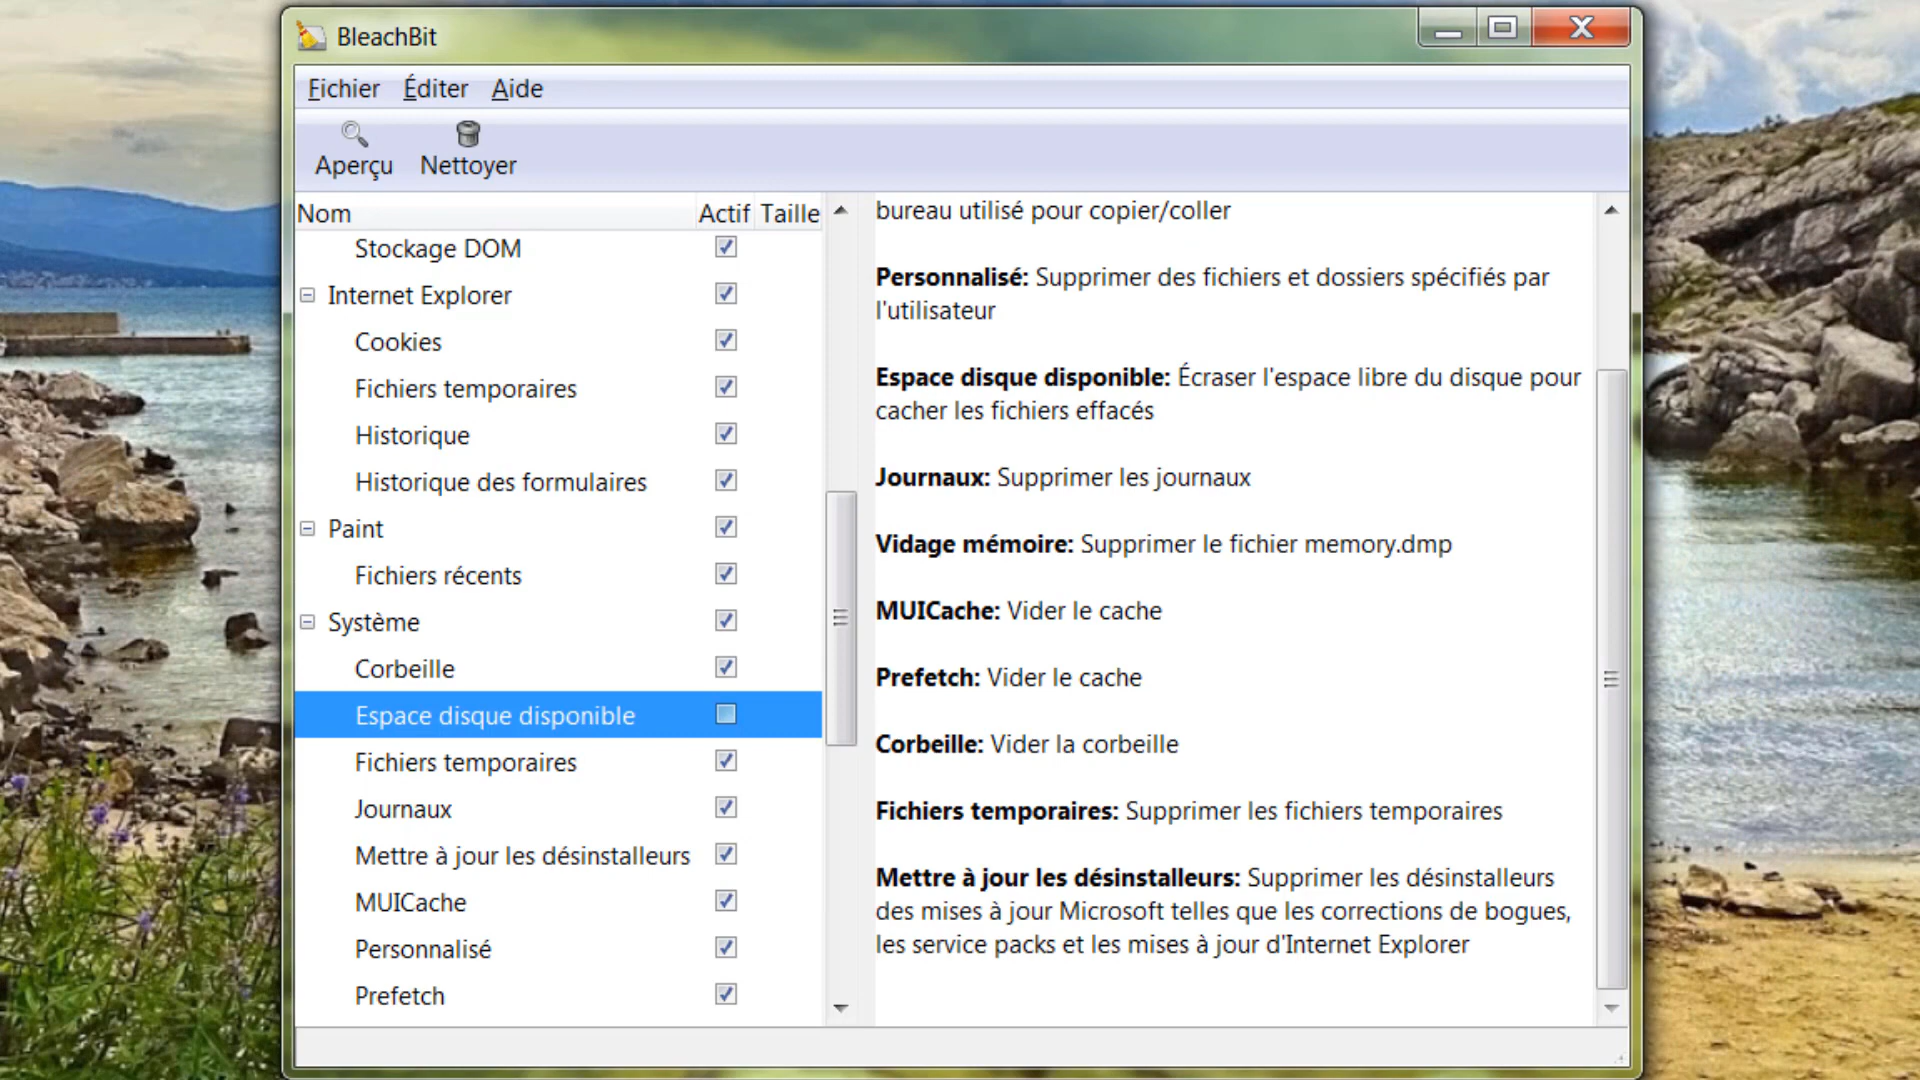 BleachBit
Fichier Éditer Aide
Aperçu Nettoyer
Nom Actif Taille
Stockage DOM
Internet Explorer
Cookies
Fichiers temporaires
Historique
Historique des formulaires
Paint
Fichiers récents
Système
Corbeille
Espace disque disponible
Fichiers temporaires
Journaux
Mettre à jour les désinstalleurs
MUICache
Personnalisé
Prefetch
bureau utilisé pour copier/coller
Personnalisé: Supprimer des fichiers et dossiers spécifiés par
l'utilisateur
Espace disque disponible: Écraser l'espace libre du disque pour
cacher les fichiers effacés
Journaux: Supprimer les journaux
Vidage mémoire: Supprimer le fichier memory.dmp
MUICache: Vider le cache
Prefetch: Vider le cache
Corbeille: Vider la corbeille
Fichiers temporaires: Supprimer les fichiers temporaires
Mettre à jour les désinstalleurs: Supprimer les désinstalleurs
des mises à jour Microsoft telles que les corrections de bogues,
les service packs et les mises à jour d'Internet Explorer